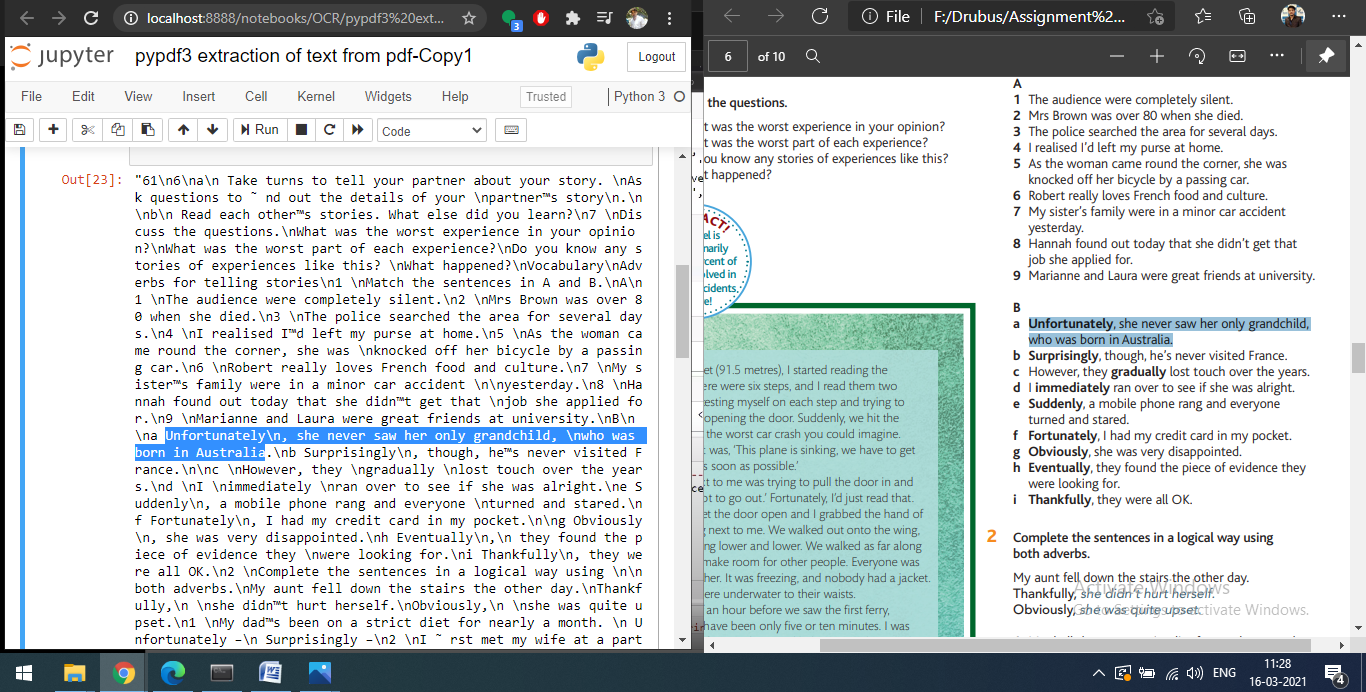 localhost:8888/notebooks/OCR/pypdf3%20ext...
3
jupyter
pypdf3 extraction of text from pdf-Copy1
Logout
File Edit View Insert Cell Kernel Widgets Help
Trusted
Python 3
Run
Code
Out[23]:
"61\n6\na\n Take turns to tell your partner about your story. \nAs
k questions to ˜ nd out the details of your \npartner™s story\n.\n
\nb\n Read each other™s stories. What else did you learn?\n7 \nDis
cuss the questions.\nWhat was the worst experience in your opinio
n?\nWhat was the worst part of each experience?\nDo you know any s
tories of experiences like this? \nWhat happened?\nVocabulary\nAdv
erbs for telling stories\n1 \nMatch the sentences in A and B.\nA\n
1 \nThe audience were completely silent.\n2 \nMrs Brown was over 8
0 when she died.\n3 \nThe police searched the area for several day
s.\n4 \nI realised I™d left my purse at home.\n5 \nAs the woman ca
me round the corner, she was \nknocked off her bicycle by a passin
g car.\n6 \nRobert really loves French food and culture.\n7 \nMy s
ister™s family were in a minor car accident \n\nyesterday.\n8 \nHa
nnah found out today that she didn™t get that \njob she applied fo
r.\n9 \nMarianne and Laura were great friends at university.\nB\n
\na Unfortunately\n, she never saw her only grandchild, \nwho was
born in Australia.\nb Surprisingly\n, though, he™s never visited F
rance.\n\nc \nHowever, they \ngradually \nlost touch over the year
s.\nd \nI \nimmediately \nran over to see if she was alright.\ne S
uddenly\n, a mobile phone rang and everyone \nturned and stared.\n
f Fortunately\n, I had my credit card in my pocket.\n\ng Obviously
\n, she was very disappointed.\nh Eventually\n,\n they found the p
iece of evidence they \nwere looking for.\ni Thankfully\n, they we
re all OK.\n2 \nComplete the sentences in a logical way using \n\n
both adverbs.\nMy aunt fell down the stairs the other day.\nThankf
ully,\n \nshe didn™t hurt herself.\nObviously,\n \nshe was quite u
pset.\n1 \nMy dad™s been on a strict diet for nearly a month. \n U
nfortunately -\n Surprisingly -\n2 \nI ˜ rst met my wife at a part
File F:/Drubus/Assignment%2...
6 of 10
the questions.
t was the worst experience in your opinion?
t was the worst part of each experience?
ou know any stories of experiences like this?
t happened?
ACT!
el is
narily
rcent of
olved in
cidents,
e!
et (91.5 metres), I started reading the
ere were six steps, and I read them two
esting myself on each step and trying to
opening the door. Suddenly, we hit the
the worst car crash you could imagine.
t was, 'This plane is sinking, we have to get
s soon as possible.'
xt to me was trying to pull the door in and
ot to go out.' Fortunately, I'd just read that.
et the door open and I grabbed the hand of
g next to me. We walked out onto the wing,
ng lower and lower. We walked as far along
make room for other people. Everyone was
her. It was freezing, and nobody had a jacket.
ere underwater to their waists.
an hour before we saw the first ferry,
have been only five or ten minutes. I was
A
1 The audience were completely silent.
2 Mrs Brown was over 80 when she died.
3 The police searched the area for several days.
4 I realised I'd left my purse at home.
5 As the woman came round the corner, she was
knocked off her bicycle by a passing car.
6 Robert really loves French food and culture.
7 My sister's family were in a minor car accident
yesterday.
8 Hannah found out today that she didn't get that
job she applied for.
9 Marianne and Laura were great friends at university.
B
a Unfortunately, she never saw her only grandchild,
who was born in Australia.
b Surprisingly, though, he's never visited France.
c However, they gradually lost touch over the years.
d I immediately ran over to see if she was alright.
e Suddenly, a mobile phone rang and everyone
turned and stared.
f Fortunately, I had my credit card in my pocket.
g Obviously, she was very disappointed.
h Eventually, they found the piece of evidence they
were looking for.
i Thankfully, they were all OK.
2 Complete the sentences in a logical way using
both adverbs.
My aunt fell down the stairs the other day.
Thankfully, she didn't hurt herself.
Obviously, she was quite upset.
Activate Windows
Go to Settings to activate Windows.
ENG
11:28
16-03-2021
4